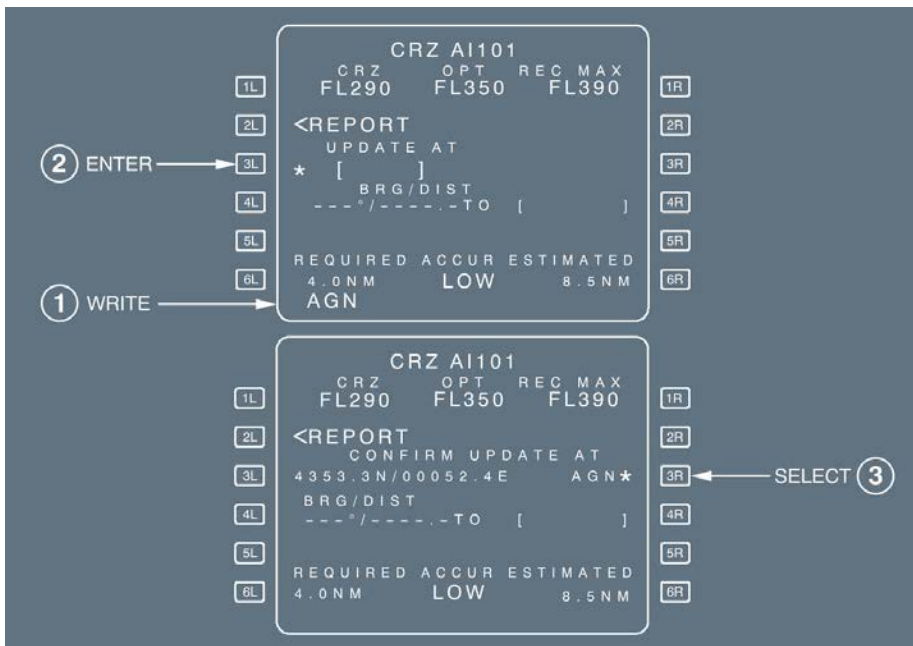 CRZ AI101
CRZ OPT REC MAX
1L FL290 FL350 FL390 1R
2L <REPORT 2R
UPDATE AT
2 ENTER 3L * [ ] 3R
BRG/DIST
4L ---°/----.-TO [ ] 4R
5L 5R
REQUIRED ACCUR ESTIMATED
6L 4.0NM LOW 8.5NM 6R
1 WRITE AGN
CRZ AI101
CRZ OPT REC MAX
1L FL290 FL350 FL390 1R
2L <REPORT 2R
CONFIRM UPDATE AT
3L 4353.3N/00052.4E AGN* 3R SELECT 3
BRG/DIST
4L ---°/----.-TO [ ] 4R
5L 5R
REQUIRED ACCUR ESTIMATED
6L 4.0NM LOW 8.5NM 6R